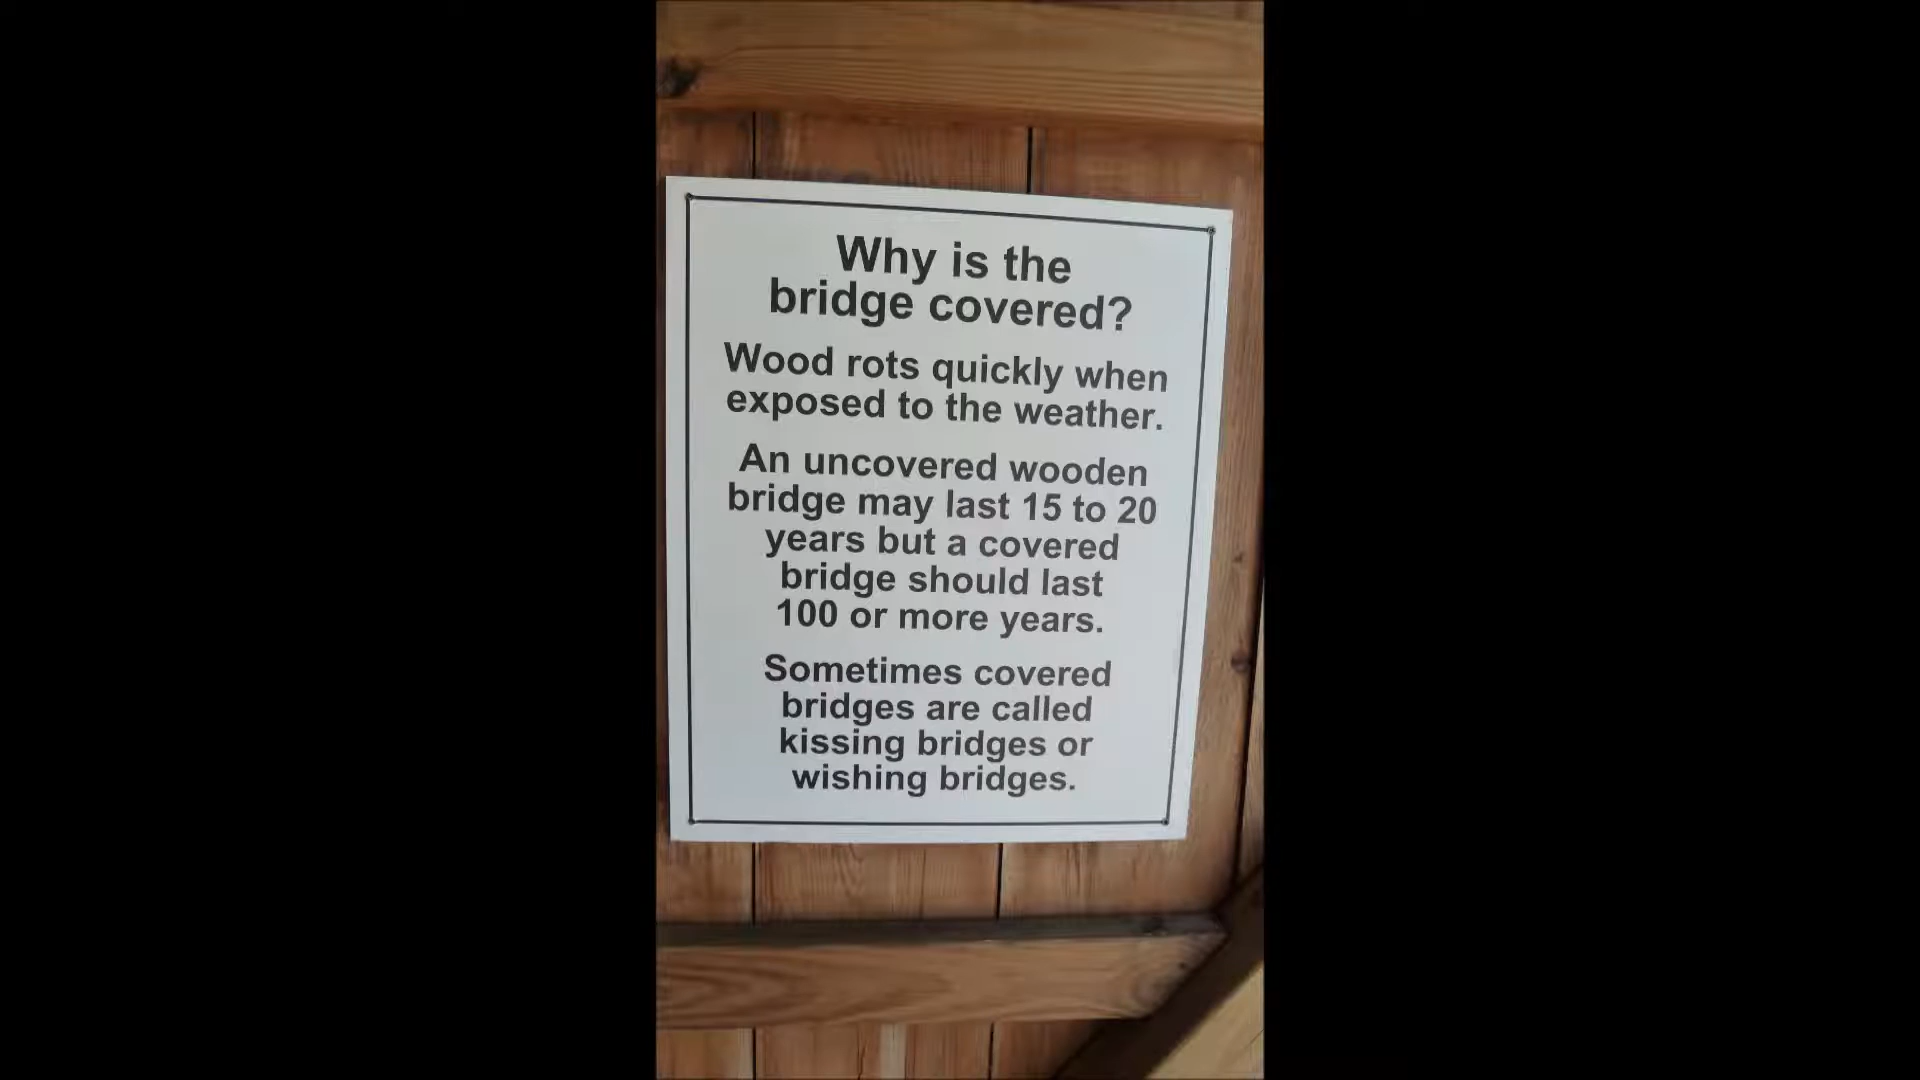 Why is the
bridge covered?
Wood rots quickly when
exposed to the weather.
An uncovered wooden
bridge may last 15 to 20
years but a covered
bridge should last
100 or more years.
Sometimes covered
bridges are called
kissing bridges or
wishing bridges.